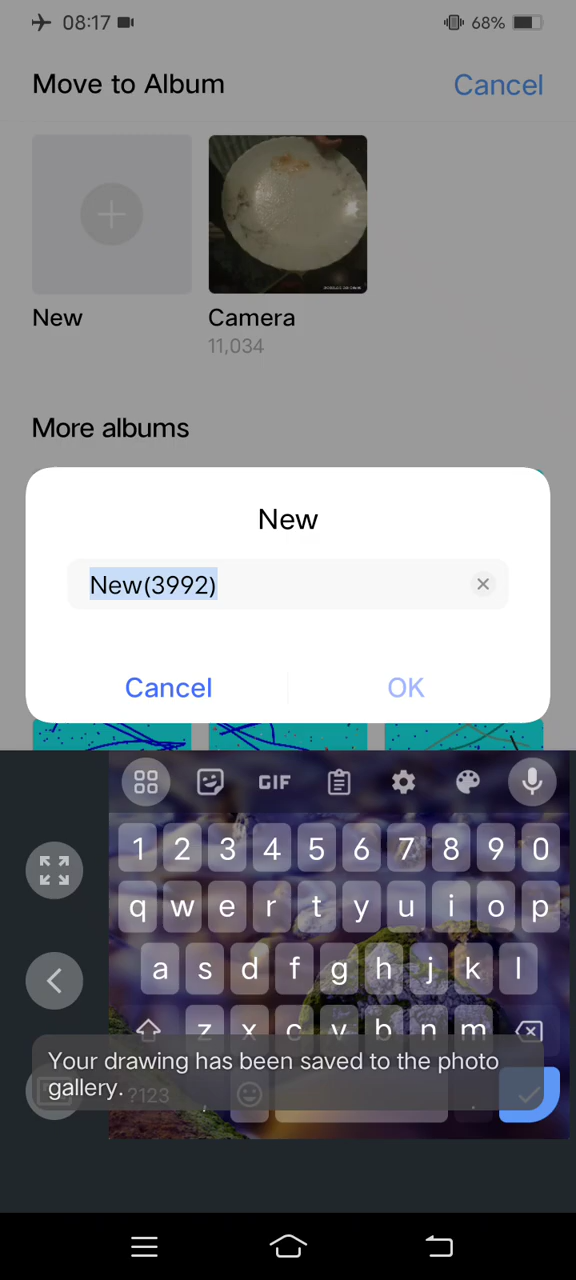 08:17
68%
Move to Album
Cancel
New
Camera
11,034
More albums
New
New(3992)
Cancel
OK
GIF
1 2 3 4 5 6 7 8 9 0
q w e r t y u i o p
a s d f g h j k l
z x c v b n m
Your drawing has been saved to the photo
gallery.
?123